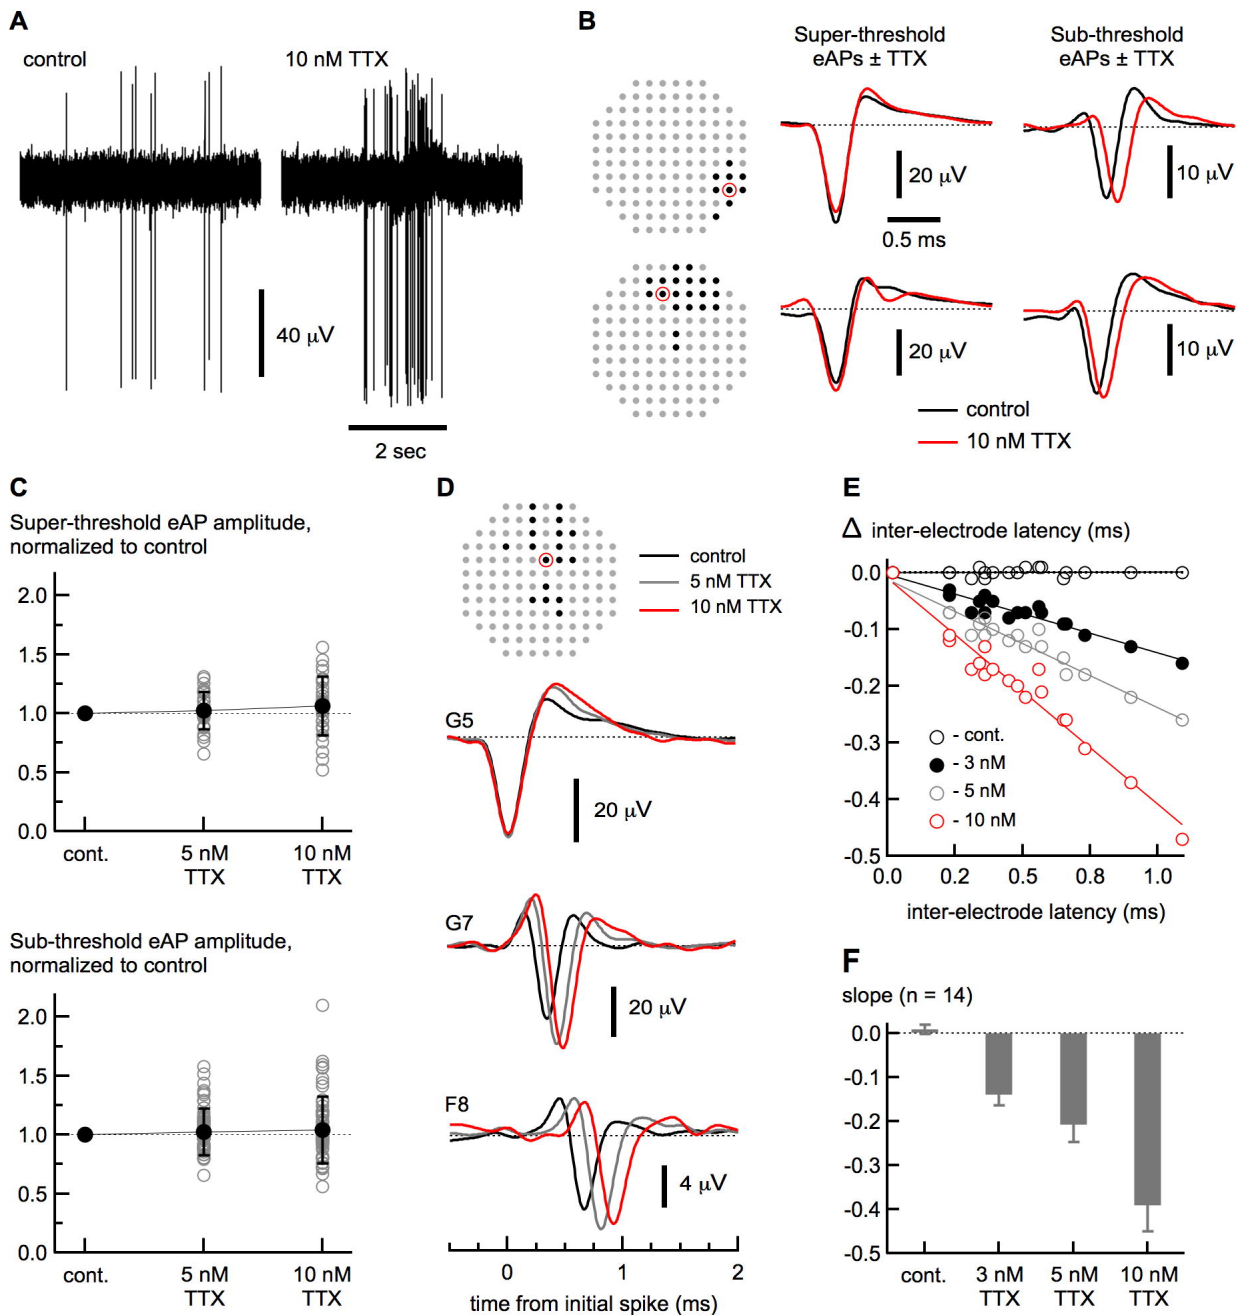 A
control
10 nM TTX
40 μV
2 sec
B
Super-threshold
eAPs ± TTX
Sub-threshold
eAPs ± TTX
20 μV
10 μV
0.5 ms
20 μV
10 μV
control
10 nM TTX
C
Super-threshold eAP amplitude,
normalized to control
2.0
1.5
1.0
0.5
0.0
cont.
5 nM
TTX
10 nM
TTX
Sub-threshold eAP amplitude,
normalized to control
2.0
1.5
1.0
0.5
0.0
cont.
5 nM
TTX
10 nM
TTX
D
control
5 nM TTX
10 nM TTX
G5
20 μV
G7
20 μV
F8
4 μV
0 1 2
time from initial spike (ms)
E
Δ inter-electrode latency (ms)
0.0
-0.1
-0.2
-0.3
-0.4
-0.5
- cont.
- 3 nM
- 5 nM
- 10 nM
0.0 0.2 0.5 0.8 1.0
inter-electrode latency (ms)
F
slope (n = 14)
0.0
-0.1
-0.2
-0.3
-0.4
-0.5
cont.
3 nM
TTX
5 nM
TTX
10 nM
TTX